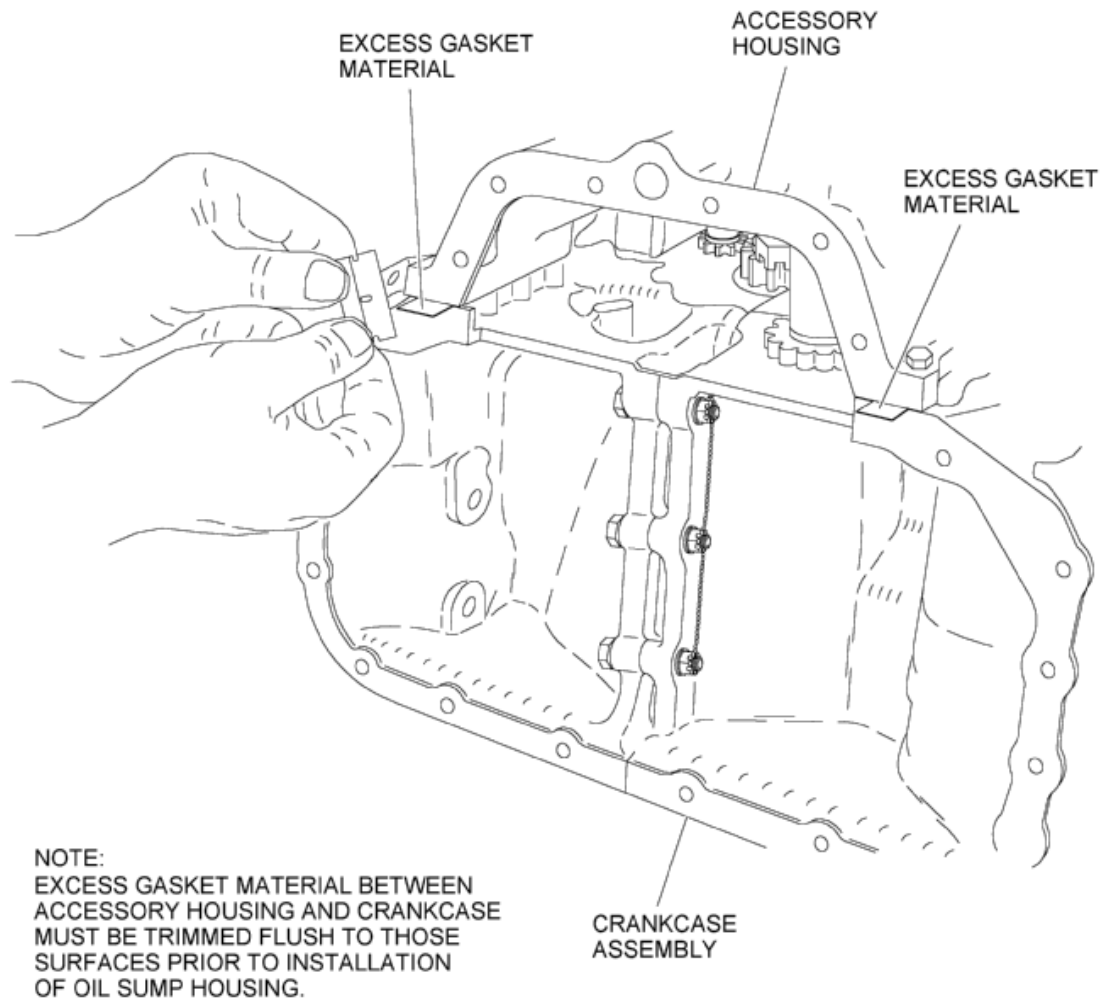 ACCESSORY
HOUSING
EXCESS GASKET
MATERIAL
EXCESS GASKET
MATERIAL
NOTE:
EXCESS GASKET MATERIAL BETWEEN
ACCESSORY HOUSING AND CRANKCASE
MUST BE TRIMMED FLUSH TO THOSE
SURFACES PRIOR TO INSTALLATION
OF OIL SUMP HOUSING.
CRANKCASE
ASSEMBLY